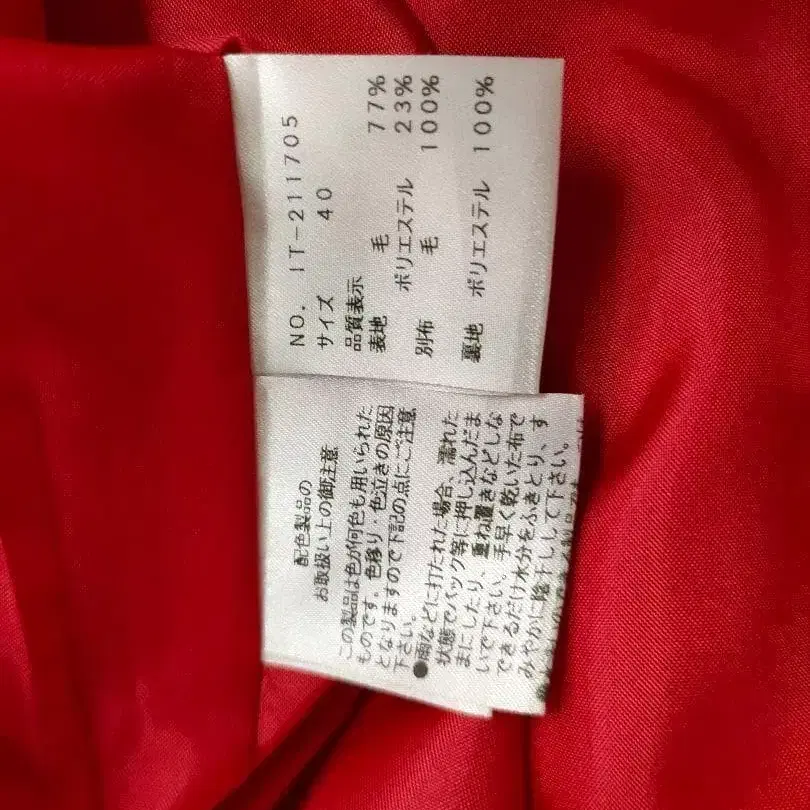 NO. IT-211705
サイズ 40
品質表示
表地 毛 77%
ポリエステル 23%
別布 毛 100%
裏地 ポリエステル 100%
配色製品の
お取扱い上の御注意
この製品は色が何色も用いられた
ものです。色移り・色泣きの原因
となりますので下記の点にご注意
下さい。
●雨などに打たれた場合、濡れた
状態でバック等に押し込んだま
まにしたり、重ね置きなどしな
いで下さい。手早く乾いた布で
できるだけ水分をふきとり、す
みやかに陰干しして下さい。